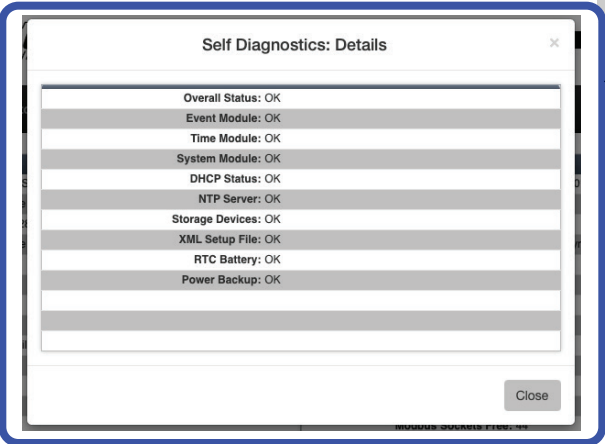 Self Diagnostics: Details
×
Overall Status: OK
Event Module: OK
Time Module: OK
System Module: OK
DHCP Status: OK
NTP Server: OK
Storage Devices: OK
XML Setup File: OK
RTC Battery: OK
Power Backup: OK
Close
Modbus Sockets Free: 44